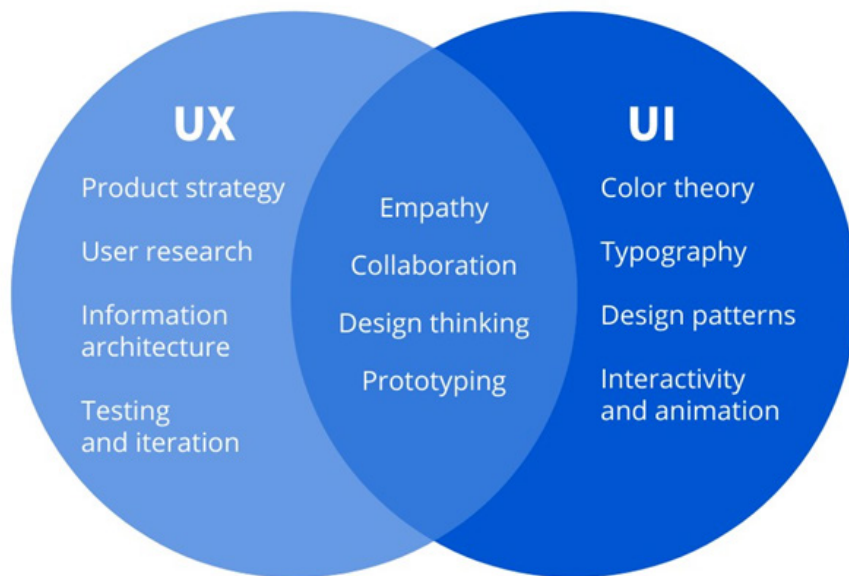 UX
Product strategy
User research
Information
architecture
Testing
and iteration
Empathy
Collaboration
Design thinking
Prototyping
UI
Color theory
Typography
Design patterns
Interactivity
and animation